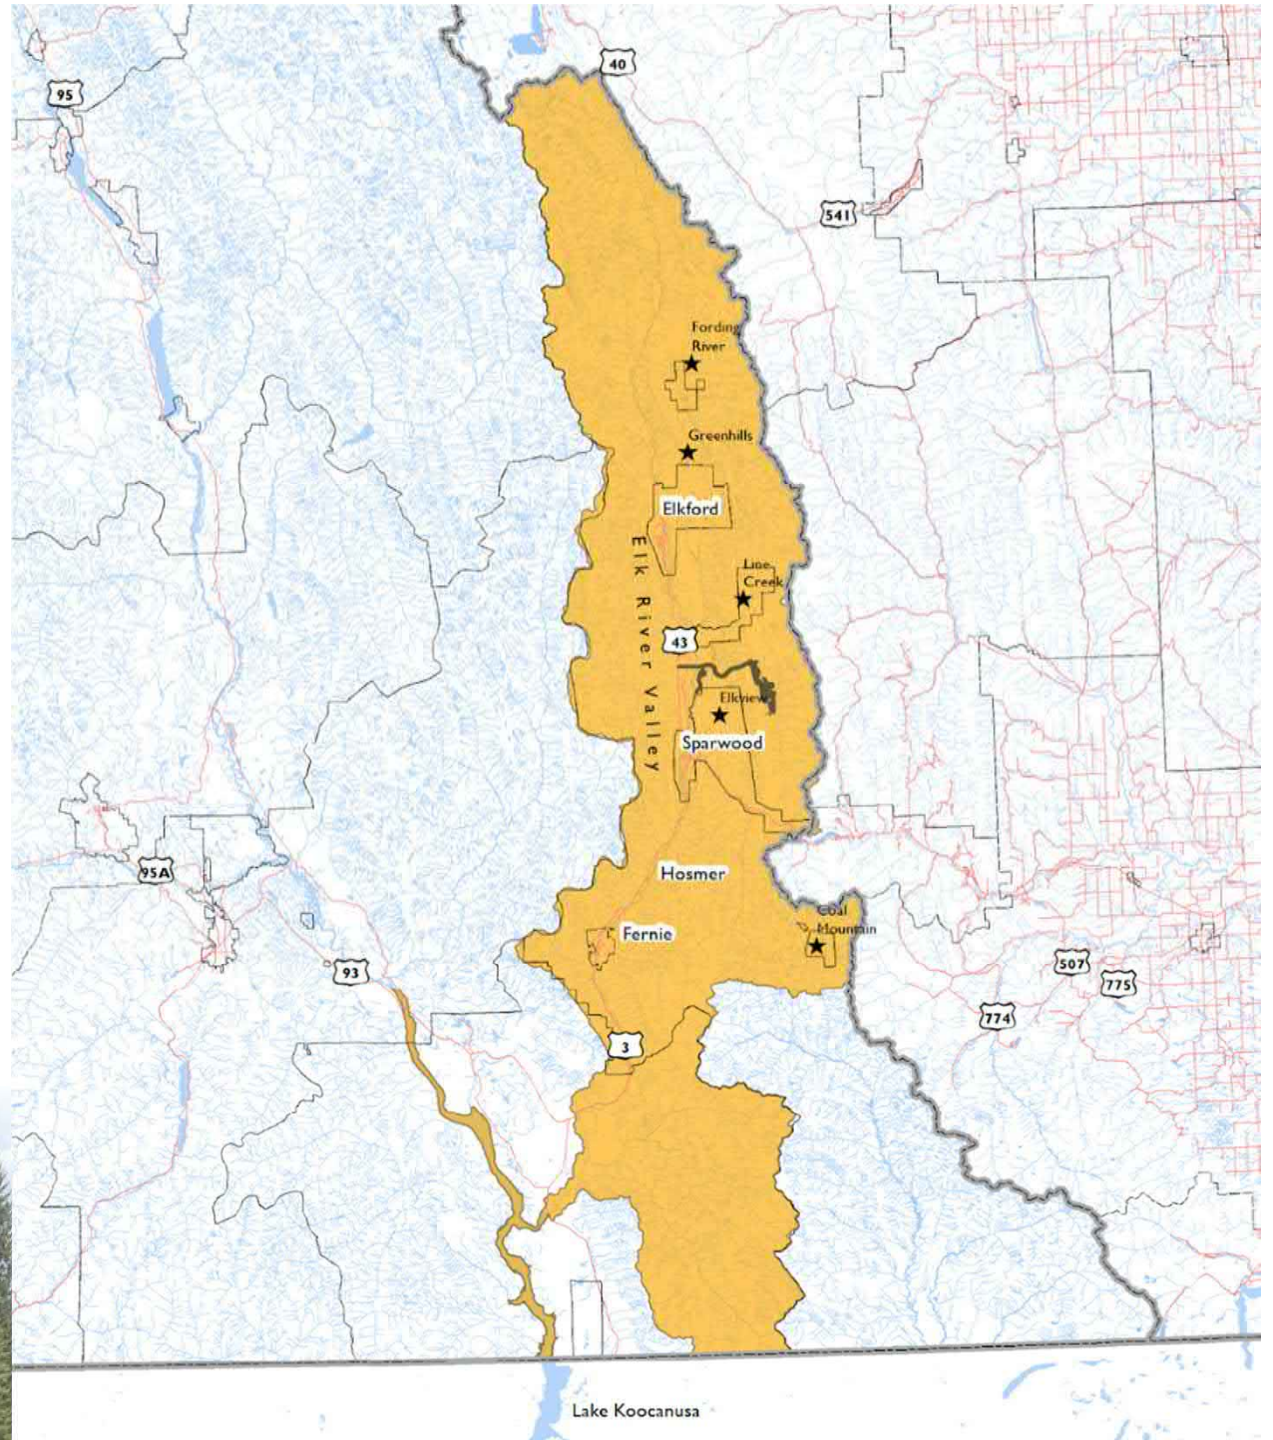 40
95
541
Fording
River
Greenhills
Elkford
Elk River Valley
Line
Creek
43
Elkview
Sparwood
95A
Hosmer
Coal
Mountain
Fernie
93
507
775
774
3
Lake Koocanusa